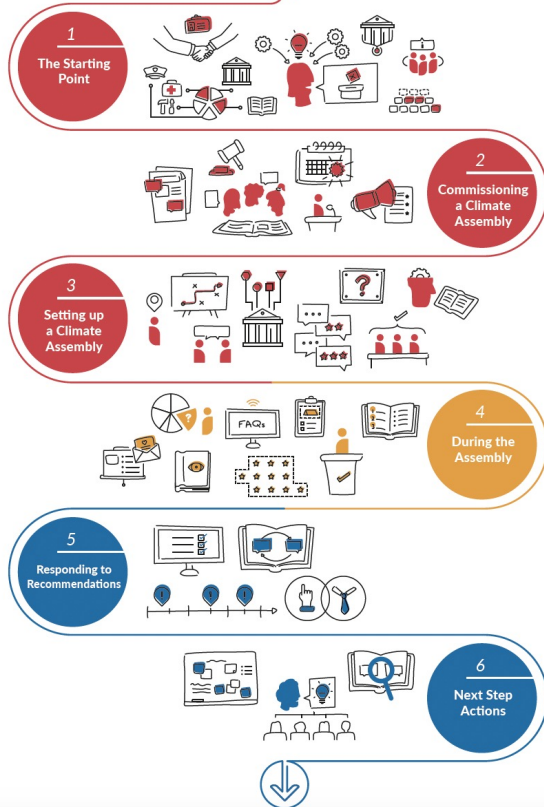 1
The Starting
Point
2
Commissioning
a Climate
Assembly
3
Setting up
a Climate
Assembly
?
4
During the
Assembly
?
FAQs
5
Responding to
Recommendations
6
Next Step
Actions